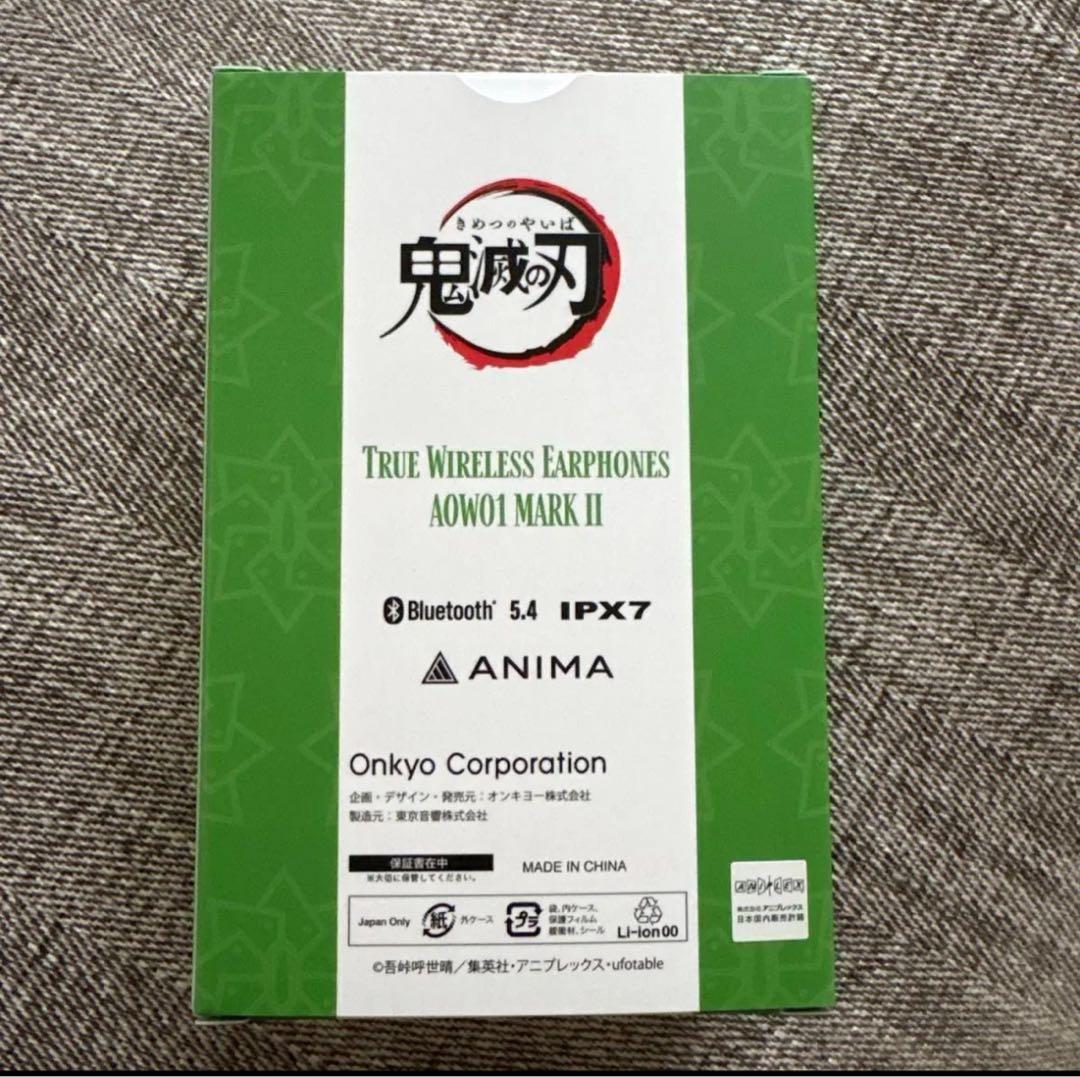 きめつのやいば
鬼滅の刃
TRUE WIRELESS EARPHONES
AOW01 MARK II
Bluetooth® 5.4 IPX7
ANIMA
Onkyo Corporation
企画・デザイン・発売元：オンキヨー株式会社
製造元：東京音響株式会社
保証書在中
※大切に保管してください。
MADE IN CHINA
Japan Only
紙
外ケース
プラ
袋、内ケース、
保護フィルム
緩衝材、シール
Li-ion00
ANIPLEX
株式会社アニプレックス
日本国内販売許諾
©吾峠呼世晴／集英社・アニプレックス・ufotable